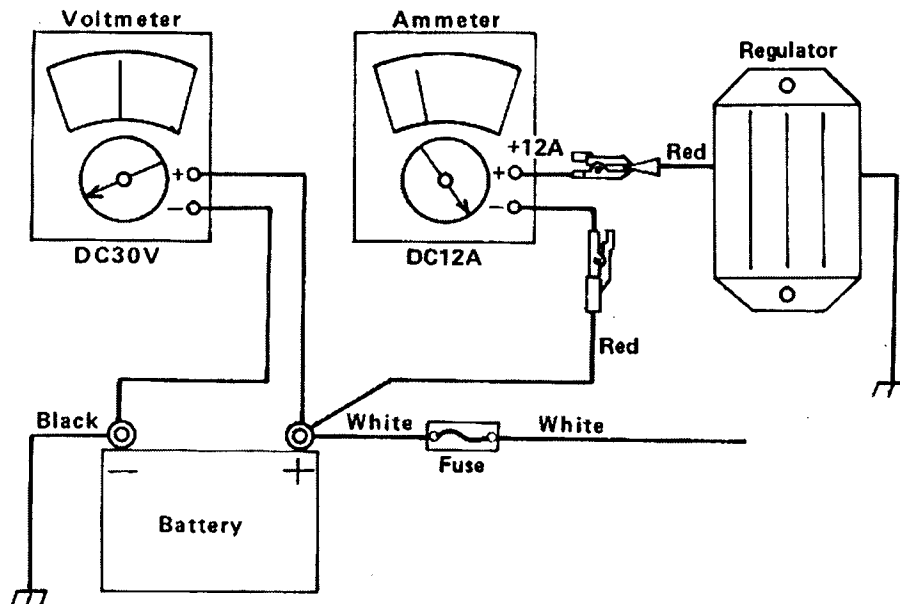 Voltmeter
Ammeter
Regulator
+12A
Red
+
−
+
−
DC30V
DC12A
Red
Black
White
White
Fuse
−
+
Battery